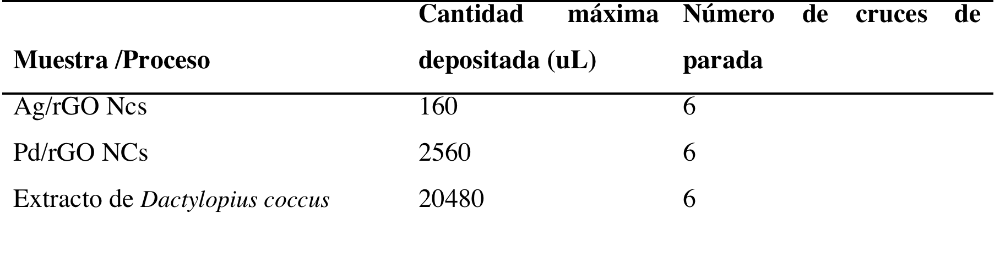 Muestra /Proceso Cantidad máxima depositada (uL) Número de cruces de parada
Ag/rGO Ncs 160 6
Pd/rGO NCs 2560 6
Extracto de Dactylopius coccus 20480 6